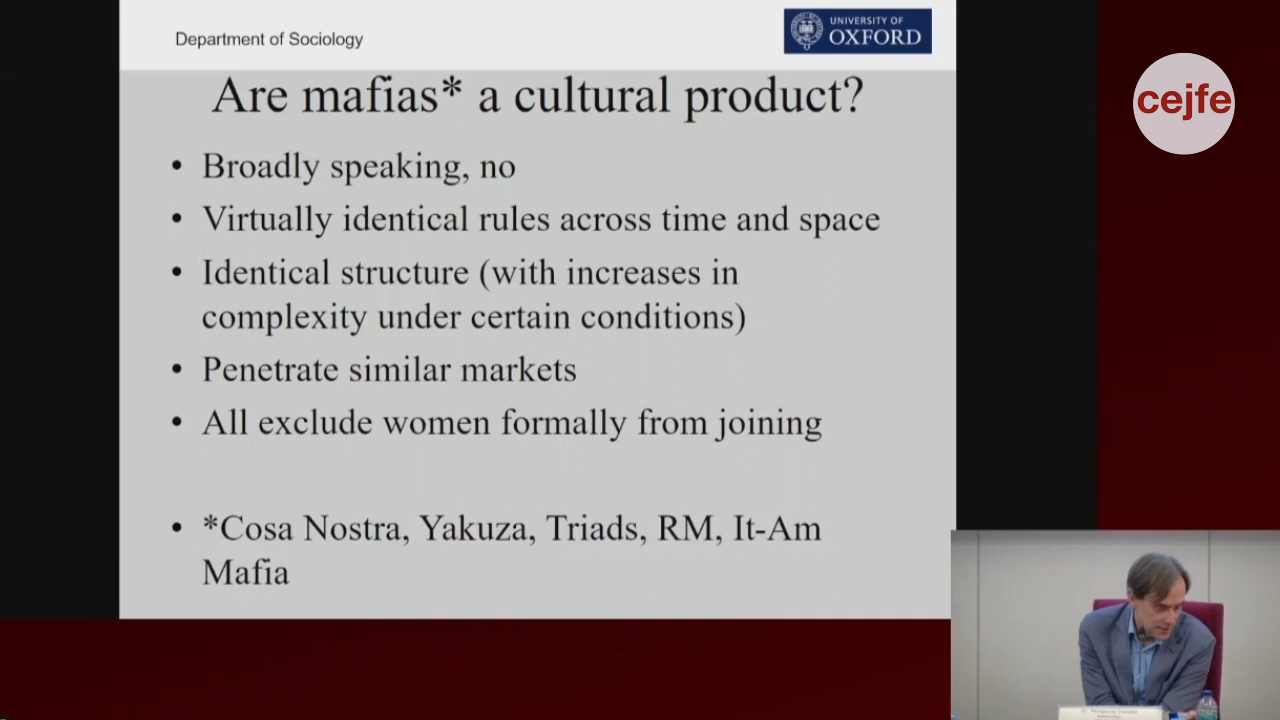 Department of Sociology
UNIVERSITY OF
OXFORD
cejfe
Are mafias* a cultural product?
• Broadly speaking, no
• Virtually identical rules across time and space
• Identical structure (with increases in
complexity under certain conditions)
• Penetrate similar markets
• All exclude women formally from joining
• *Cosa Nostra, Yakuza, Triads, RM, It-Am
Mafia